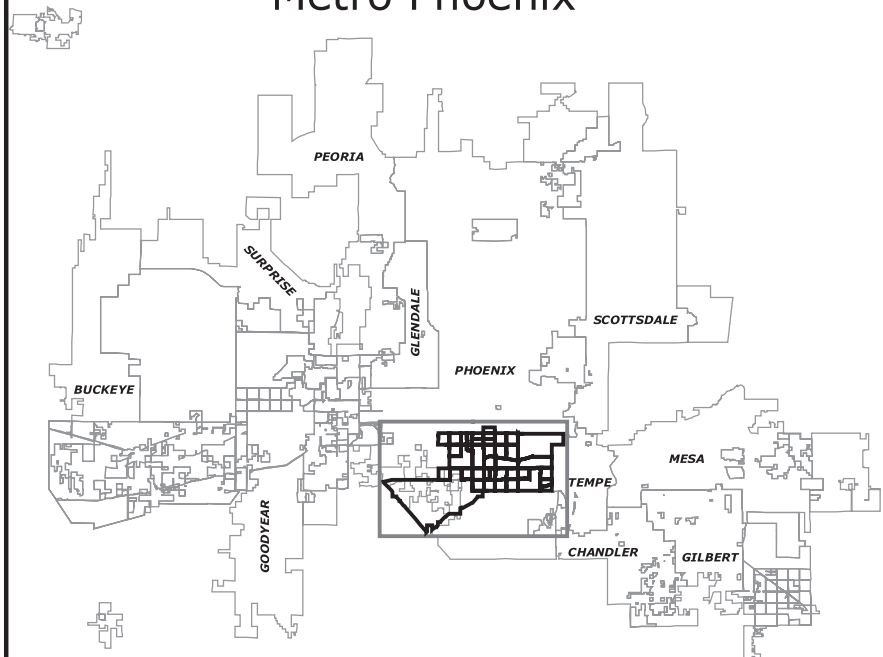 Metro Phoenix
PEORIA
SURPRISE
GLENDALE
SCOTTSDALE
PHOENIX
BUCKEYE
MESA
TEMPE
GOODYEAR
CHANDLER
GILBERT